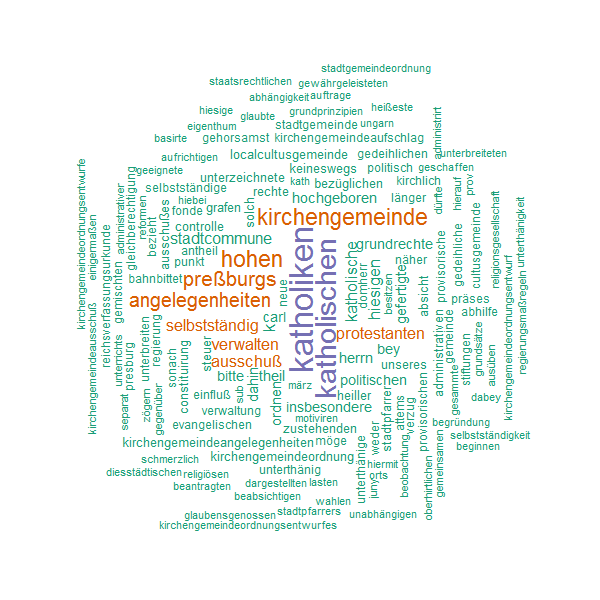 stadtgemeindeordnung
staatsrechtlichen
gewährgeleisteten
abhängigkeit
auftrage
hiesige
glaubte
grundprinzipien
heißeste
eigenthum
stadtgemeinde
ungarn
administrirt
basirte
gehorsamst
kirchengemeindeaufschlag
aufrichtigen
localcultusgemeinde
gedeihlichen
unterbreiteten
geeignete
unterzeichnete
keineswegs
politisch
geschaffen
selbstständige
kath
bezüglichen
kirchlich
hierauf
prov
rechte
hochgeboren
länger
dürfte
hiebei
fonde
grafen
solch
kirchengemeinde
controlle
stadtcommune
antheil
punkt
hohen
katholiken
katholischen
katholische
domherr
hiesigen
grundrechte
näher
gefertigte
besitzen
absicht
provisorische
gedeihliche
cultusgemeinde
religionsgesellschaft
unterthänigkeit
kirchengemeindeordnungsentwurfe
einigermaßen
reichsverfassungsurkunde
administrativer
gleichberechtigung
reformen
bezieht
ausschußes
gemischten
bahnbittet
preßburgs
neue
angelegenheiten
präses
abhilfe
kirchengemeindeausschuß
unterrichts
presburg
unterbreiten
regierung
selbstständig
k
carl
protestanten
administrativen
gemeinde
stiftungen
grundsätze
kirchengemeindeordnungsentwurf
regierungsmaßregeln
separat
zögern
gegenüber
sonach
constituirung
steuer
verwalten
ausschuß
herrn
bey
unseres
gesammte
ausüben
bitte
theil
dahin
ordnen
märz
heiller
politischen
provisorischen
dabey
einfluß
sub
verwaltung
insbesondere
stadtpfarrer
attems
verzug
begründung
evangelischen
motiviren
zustehenden
weder
selbstständigkeit
kirchengemeindeangelegenheiten
möge
beobachtung
gemeinsamen
beginnen
schmerzlich
kirchengemeindeordnung
unterthänige
hiermit
oberhirtlichen
diesstädtischen
religiösen
unterthänig
juny
orts
beantragten
dargestellten
lasten
beabsichtigen
wahlen
glaubensgenossen
stadtpfarrers
unabhängigen
kirchengemeindeordnungsentwurfes